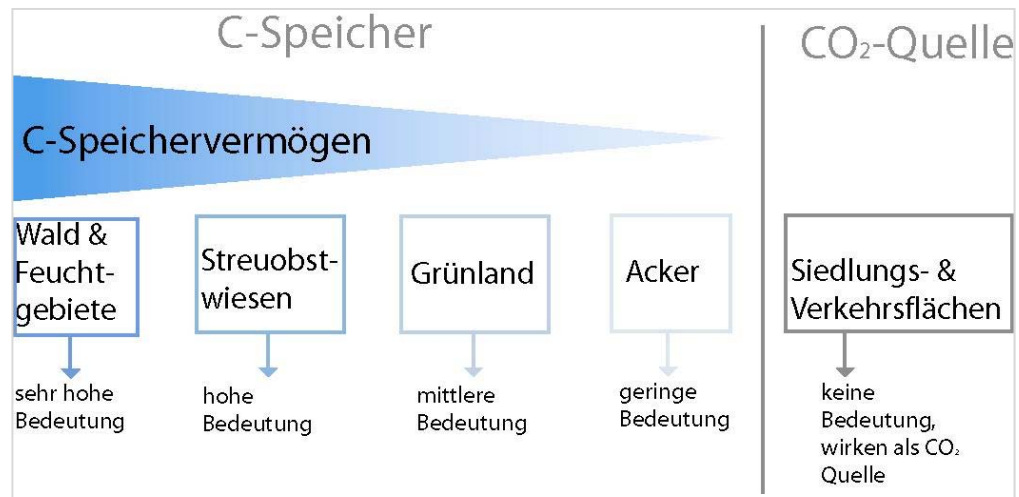 C-Speicher
CO₂-Quelle
C-Speichervermögen
Wald &
Feucht-
gebiete
Streuobst-
wiesen
Grünland
Acker
Siedlungs- &
Verkehrsflächen
sehr hohe
Bedeutung
hohe
Bedeutung
mittlere
Bedeutung
geringe
Bedeutung
keine
Bedeutung,
wirken als CO₂
Quelle